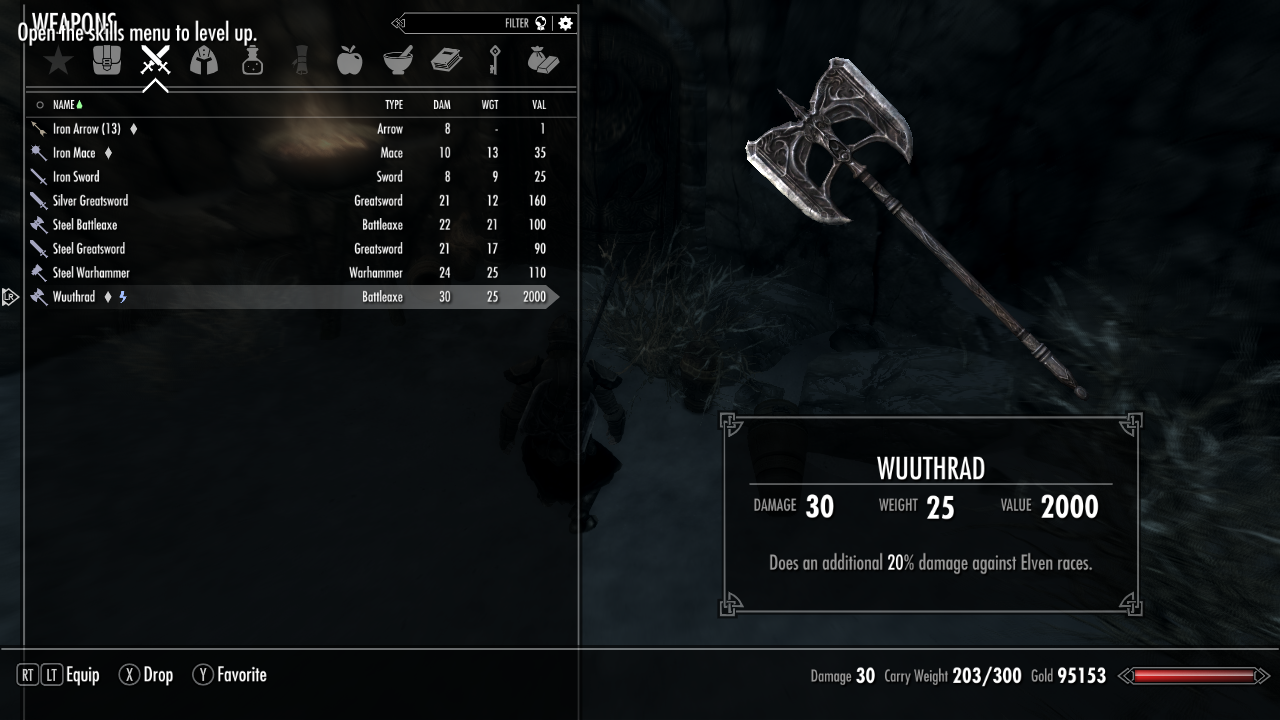 WEAPONS
Open the skills menu to level up.
FILTER
NAME TYPE DAM WGT VAL
Iron Arrow (13) Arrow 8 - 1
Iron Mace Mace 10 13 35
Iron Sword Sword 8 9 25
Silver Greatsword Greatsword 21 12 160
Steel Battleaxe Battleaxe 22 21 100
Steel Greatsword Greatsword 21 17 90
Steel Warhammer Warhammer 24 25 110
LR Wuuthrad Battleaxe 30 25 2000
WUUTHRAD
DAMAGE 30 WEIGHT 25 VALUE 2000
Does an additional 20% damage against Elven races.
RT LT Equip X Drop Y Favorite Damage 30 Carry Weight 203/300 Gold 95153